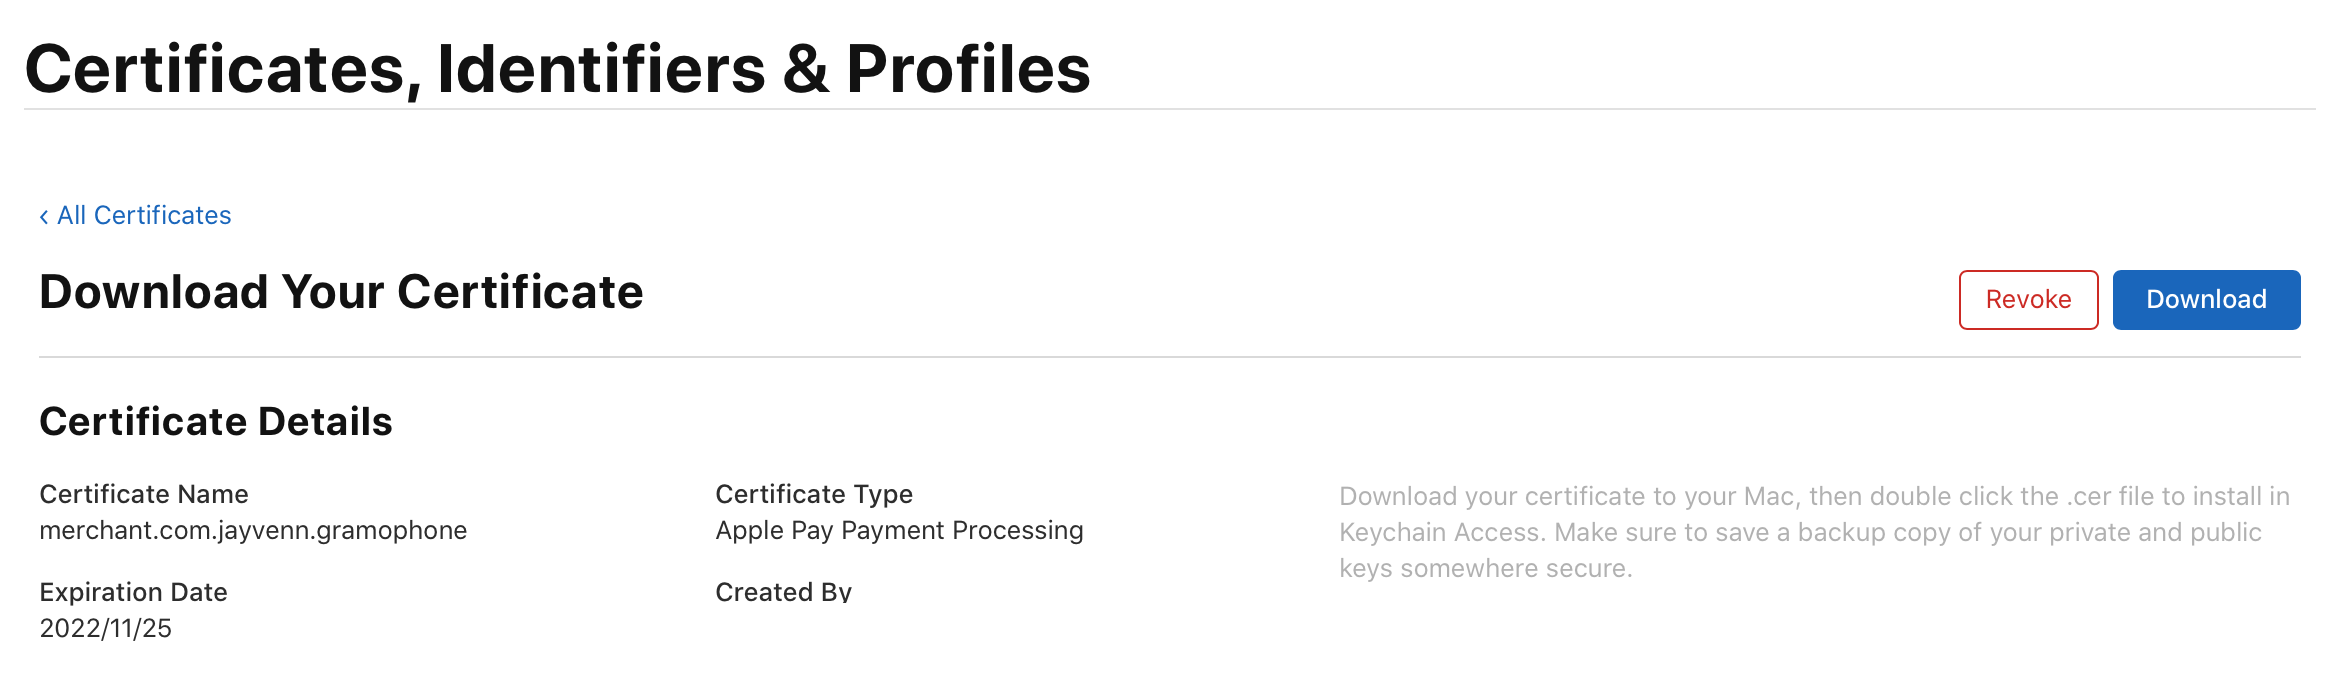 Certificates, Identifiers & Profiles
‹ All Certificates
Download Your Certificate
Revoke
Download
Certificate Details
Certificate Name
merchant.com.jayvenn.gramophone
Certificate Type
Apple Pay Payment Processing
Download your certificate to your Mac, then double click the .cer file to install in
Keychain Access. Make sure to save a backup copy of your private and public
keys somewhere secure.
Expiration Date
2022/11/25
Created By